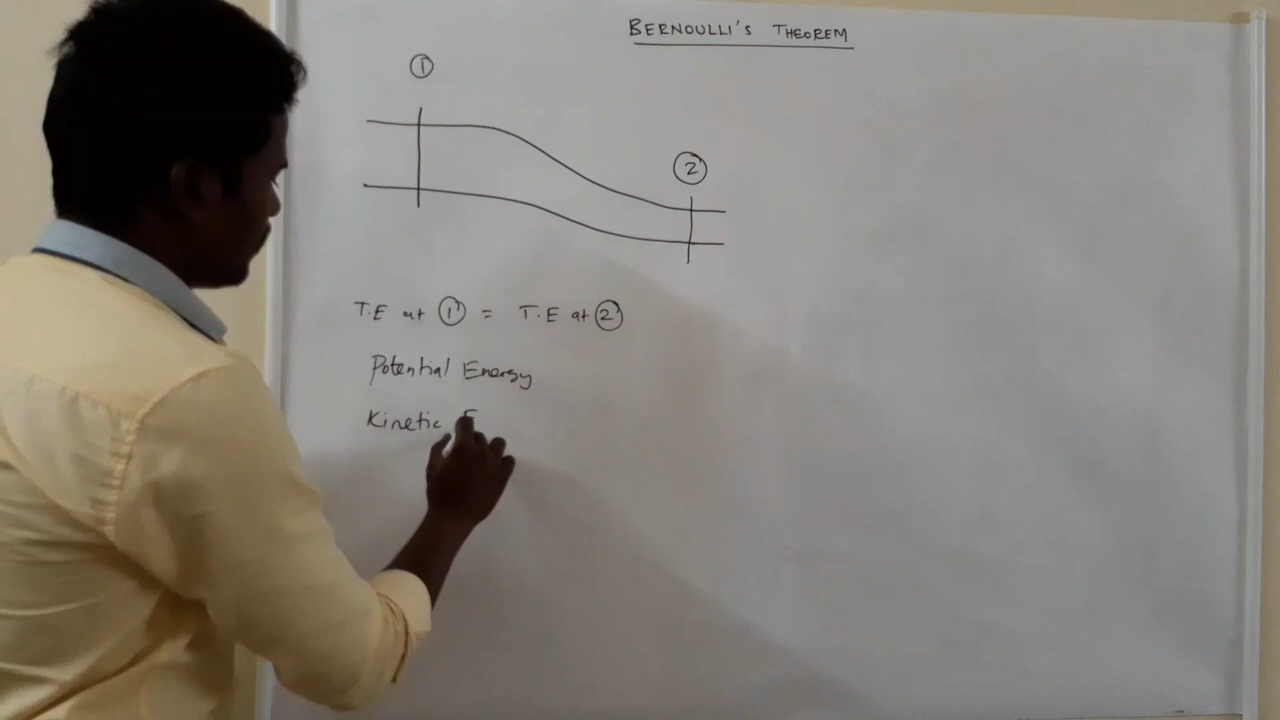 BERNOULLI'S THEOREM
①
②
T.E at ① = T.E at ②
Potential Energy
Kinetic E